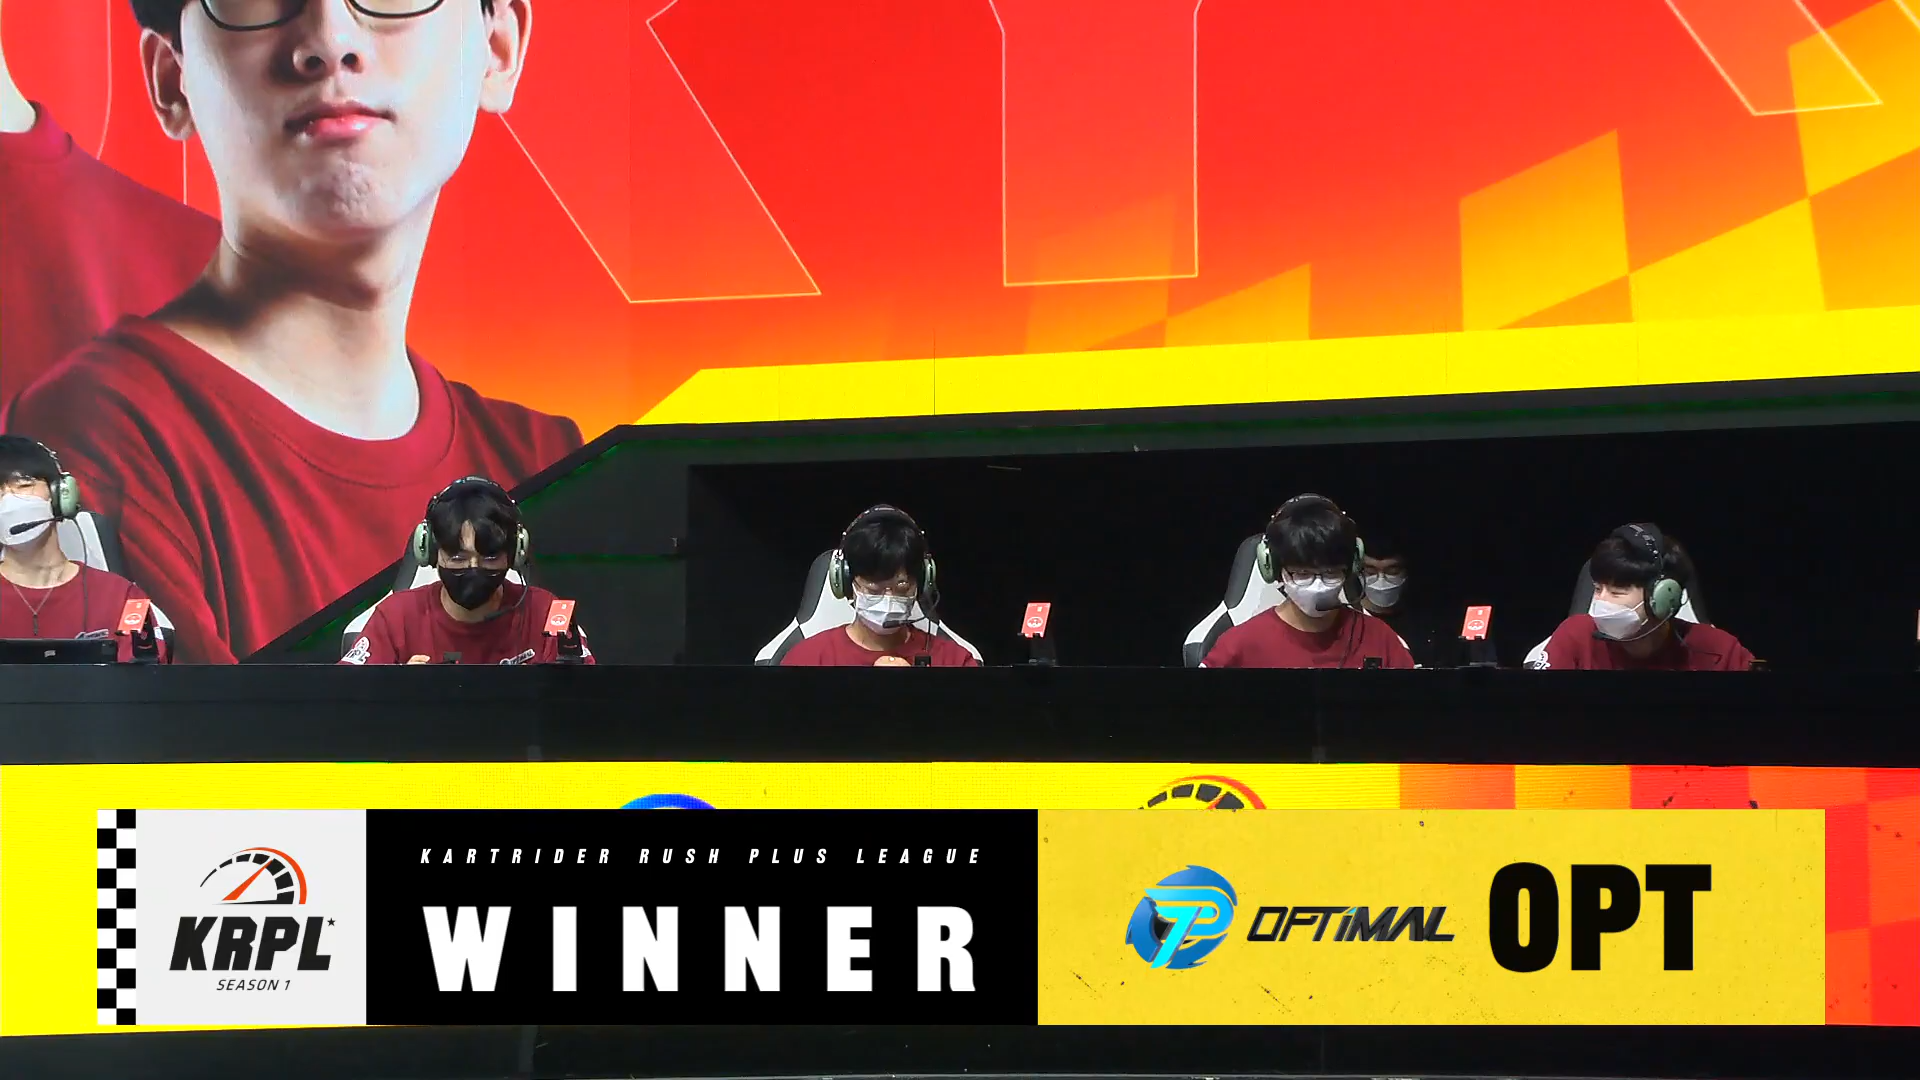 KARTRIDER RUSH PLUS LEAGUE
WINNER
KRPL
SEASON 1
OPTIMAL
OPT